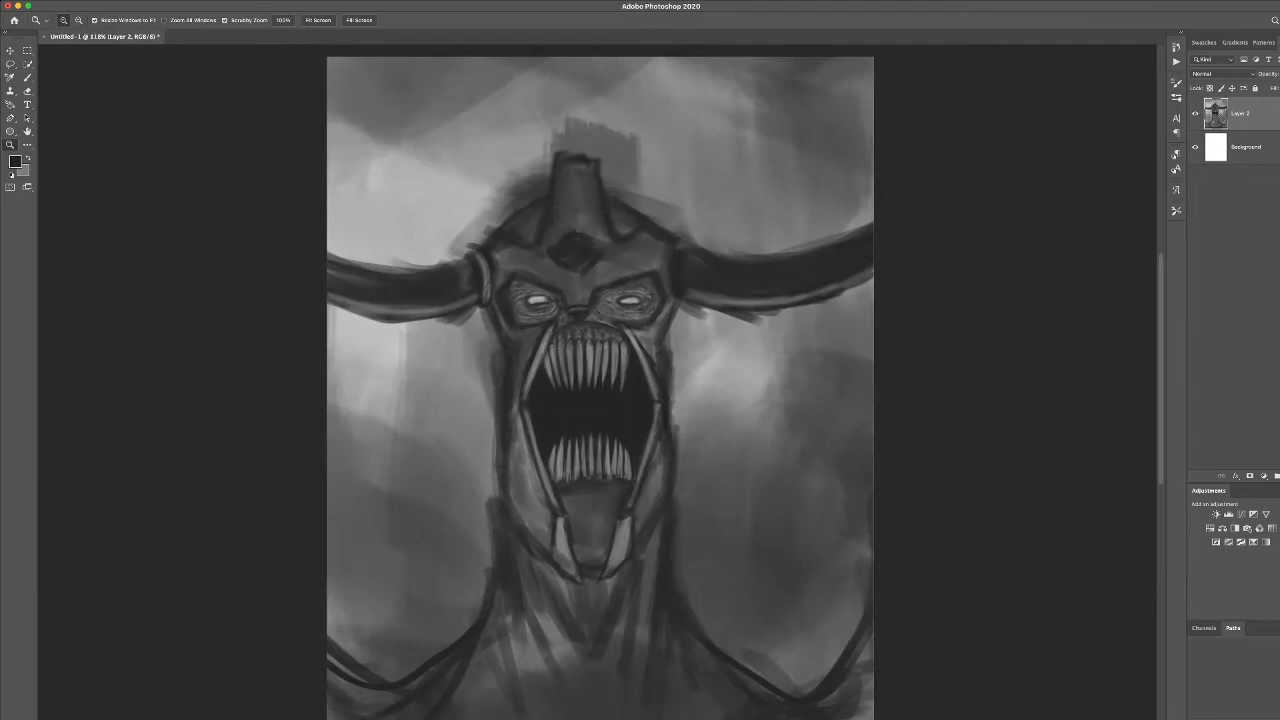 Adobe Photoshop 2020
Resize Windows to Fit Zoom All Windows Scrubby Zoom 100% Fit Screen Fill Screen
Untitled-1 @ 118% (Layer 2, RGB/8) *
Swatches Gradients Patterns
Kind
Normal Opacity:
Lock: Fill:
Layer 2
Background
Adjustments
Add an adjustment
Channels Paths